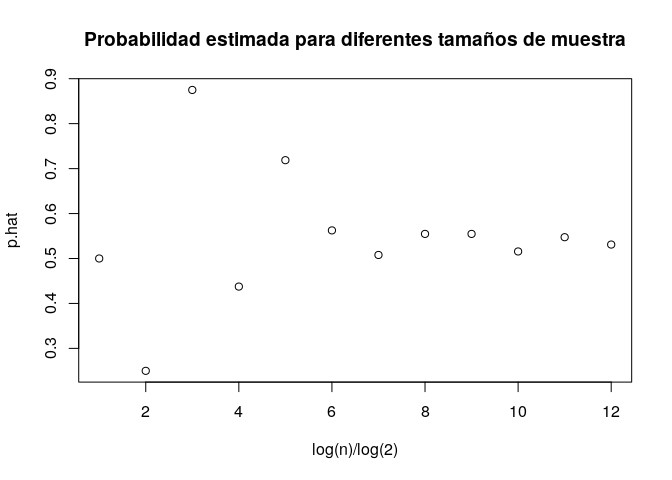 Probabilidad estimada para diferentes tamaños de muestra
0.9
0.8
0.7
0.6
0.5
0.4
0.3
p.hat
2 4 6 8 10 12
log(n)/log(2)